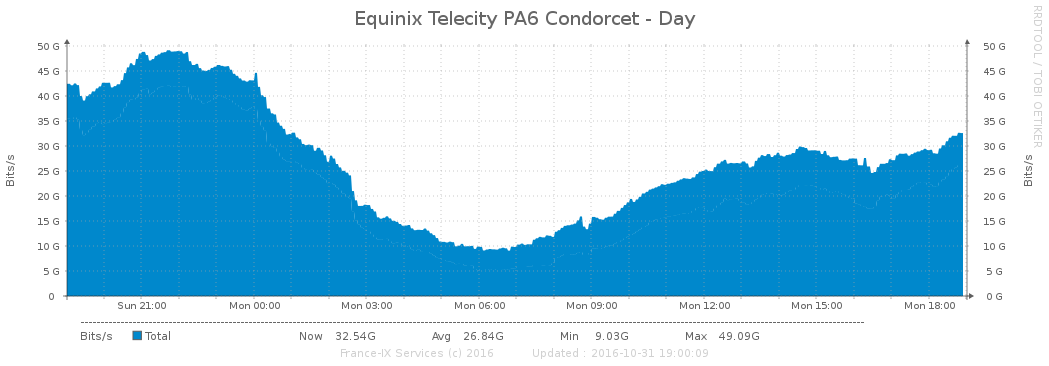 Equinix Telecity PA6 Condorcet - Day
RRDTOOL / TOBI OETIKER
Bits/s
50 G
45 G
40 G
35 G
30 G
25 G
20 G
15 G
10 G
5 G
0
50 G
45 G
40 G
35 G
30 G
25 G
20 G
15 G
10 G
5 G
0 G
Bits/s
Sun 21:00 Mon 00:00 Mon 03:00 Mon 06:00 Mon 09:00 Mon 12:00 Mon 15:00 Mon 18:00
Bits/s Total Now 32.54G Avg 26.84G Min 9.03G Max 49.09G
France-IX Services (c) 2016 Updated : 2016-10-31 19:00:09